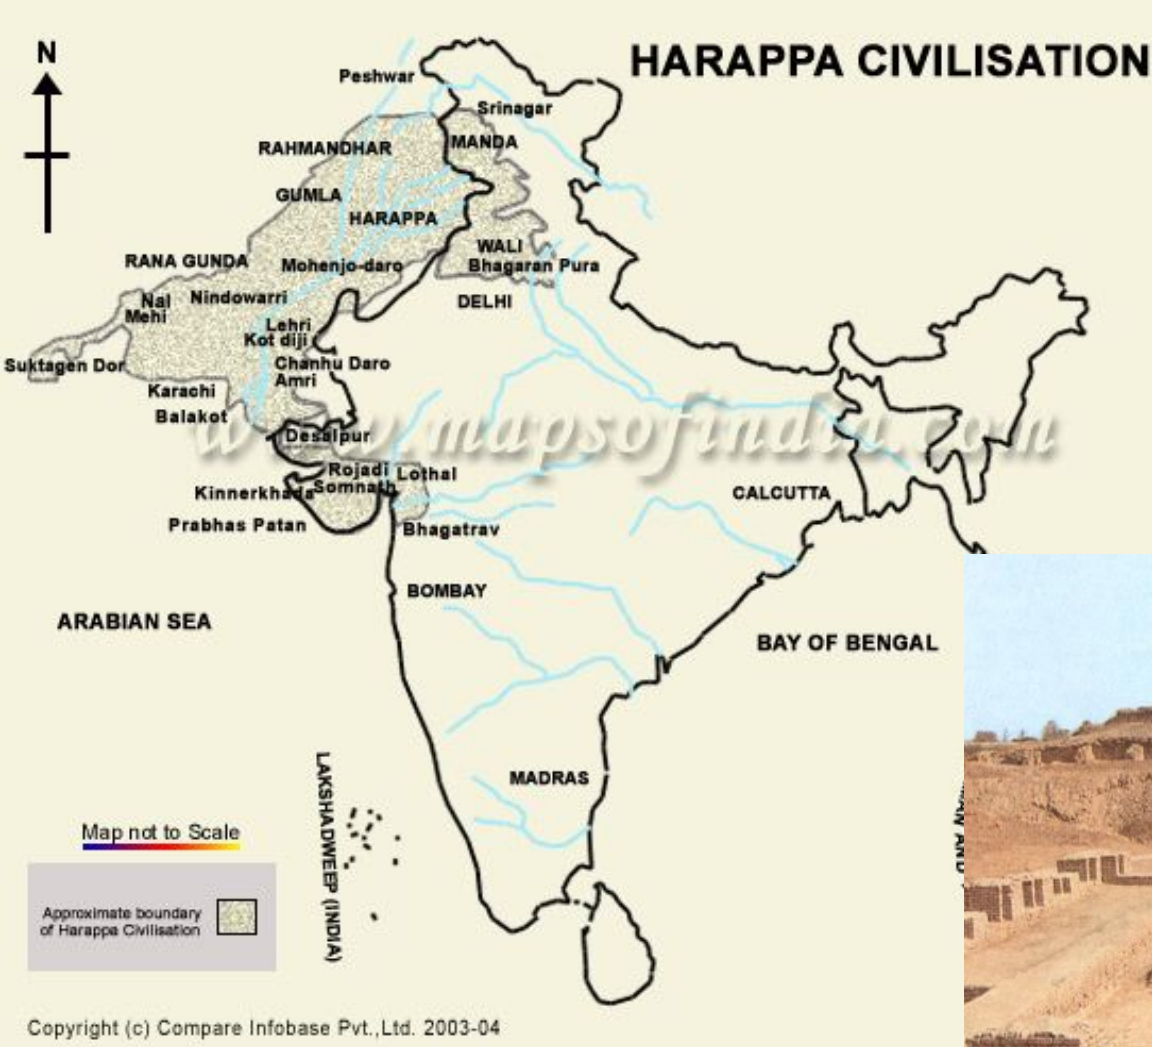 HARAPPA CIVILISATION
N
Peshwar
Srinagar
RAHMANDHAR
MANDA
GUMLA
HARAPPA
WALI
RANA GUNDA
Mohenjo-daro
Bhagaran Pura
Nal
Nindowarri
DELHI
Mehi
Lehri
Kot diji
Suktagen Dor
Chanhu Daro
Amri
Karachi
Balakot
www.mapsofindia.com
Desalpur
Rojadi
Lothal
Kinnerkhada
Somnath
CALCUTTA
Prabhas Patan
Bhagatrav
BOMBAY
ARABIAN SEA
BAY OF BENGAL
MADRAS
LAKSHADWEEP (INDIA)
AND
Map not to Scale
Approximate boundary
of Harappa Civilisation
Copyright (c) Compare Infobase Pvt.,Ltd. 2003-04